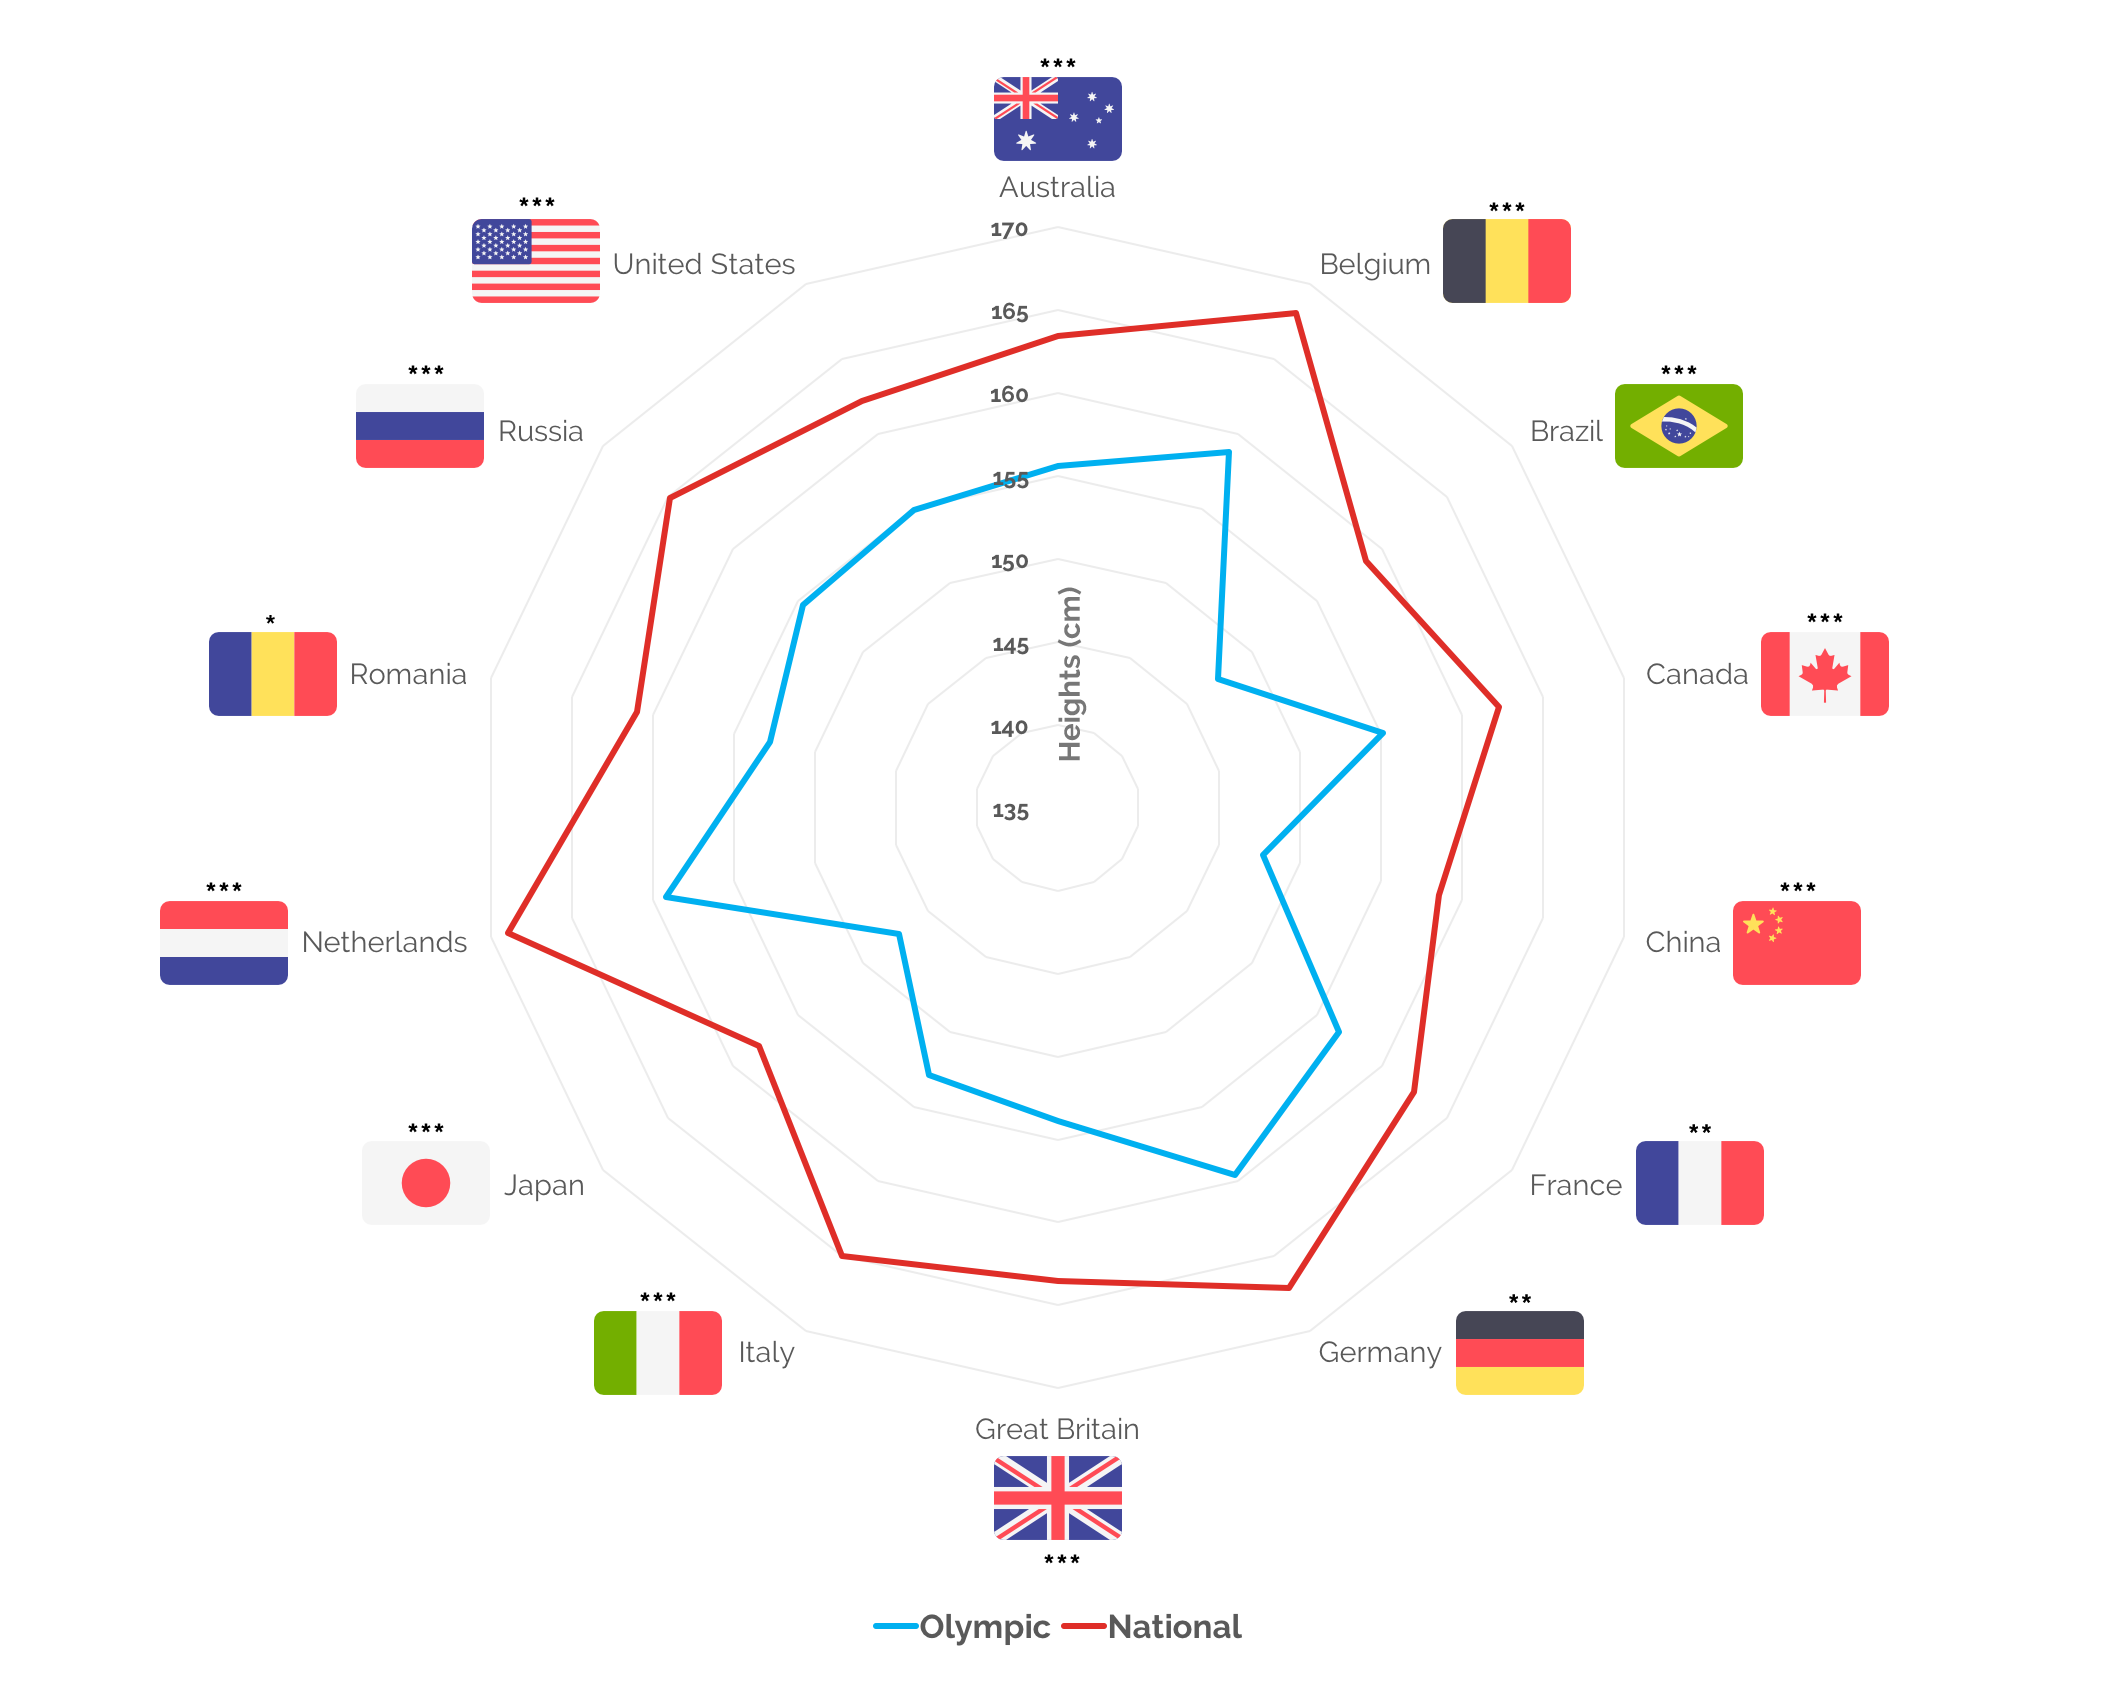 ***
Australia
***
United States
***
Belgium
***
Russia
***
Brazil
*
Romania
***
Canada
***
Netherlands
***
China
***
Japan
**
France
***
Italy
**
Germany
Great Britain
***
170
165
160
155
150
145
140
135
Heights (cm)
Olympic National